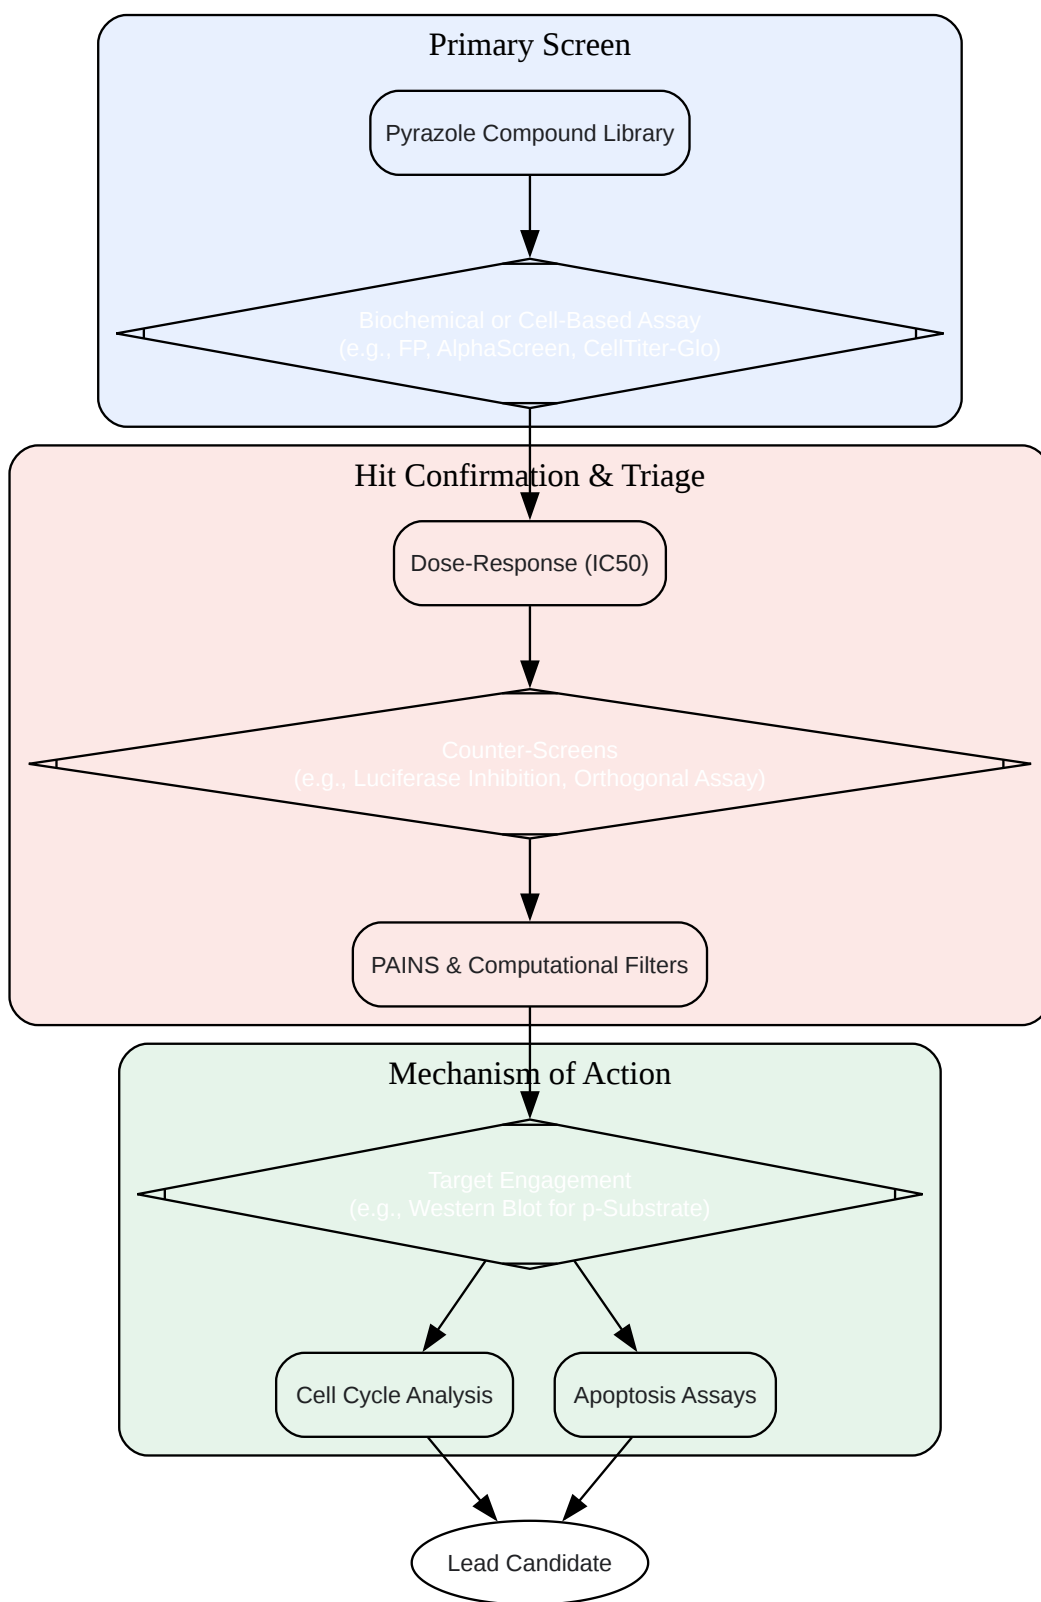 Primary Screen
Pyrazole Compound Library
Biochemical or Cell-Based Assay
(e.g., FP, AlphaScreen, CellTiter-Glo)
Hit Confirmation & Triage
Dose-Response (IC50)
Counter-Screens
(e.g., Luciferase Inhibition, Orthogonal Assay)
PAINS & Computational Filters
Mechanism of Action
Target Engagement
(e.g., Western Blot for p-Substrate)
Cell Cycle Analysis
Apoptosis Assays
Lead Candidate